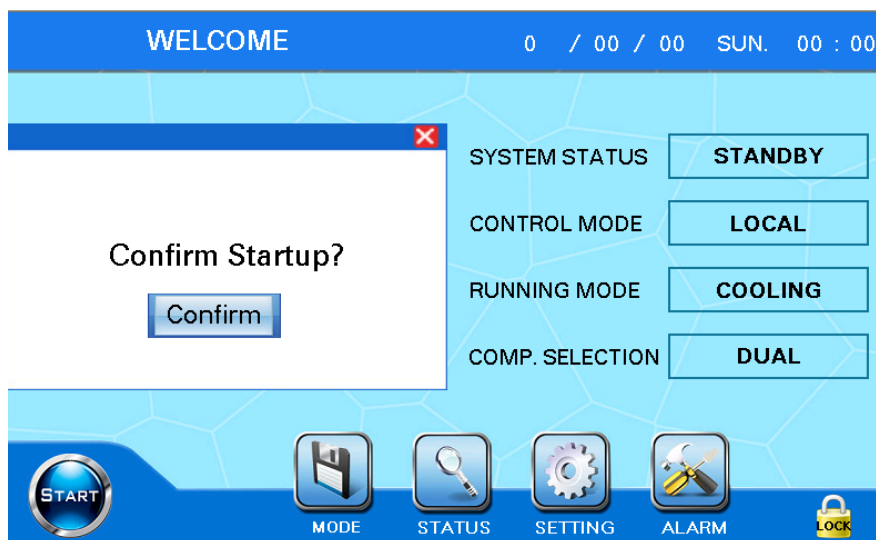 WELCOME 0 / 00 / 00 SUN. 00 : 00
SYSTEM STATUS STANDBY
CONTROL MODE LOCAL
Confirm Startup?
RUNNING MODE COOLING
Confirm
COMP. SELECTION DUAL
START
MODE STATUS SETTING ALARM LOCK